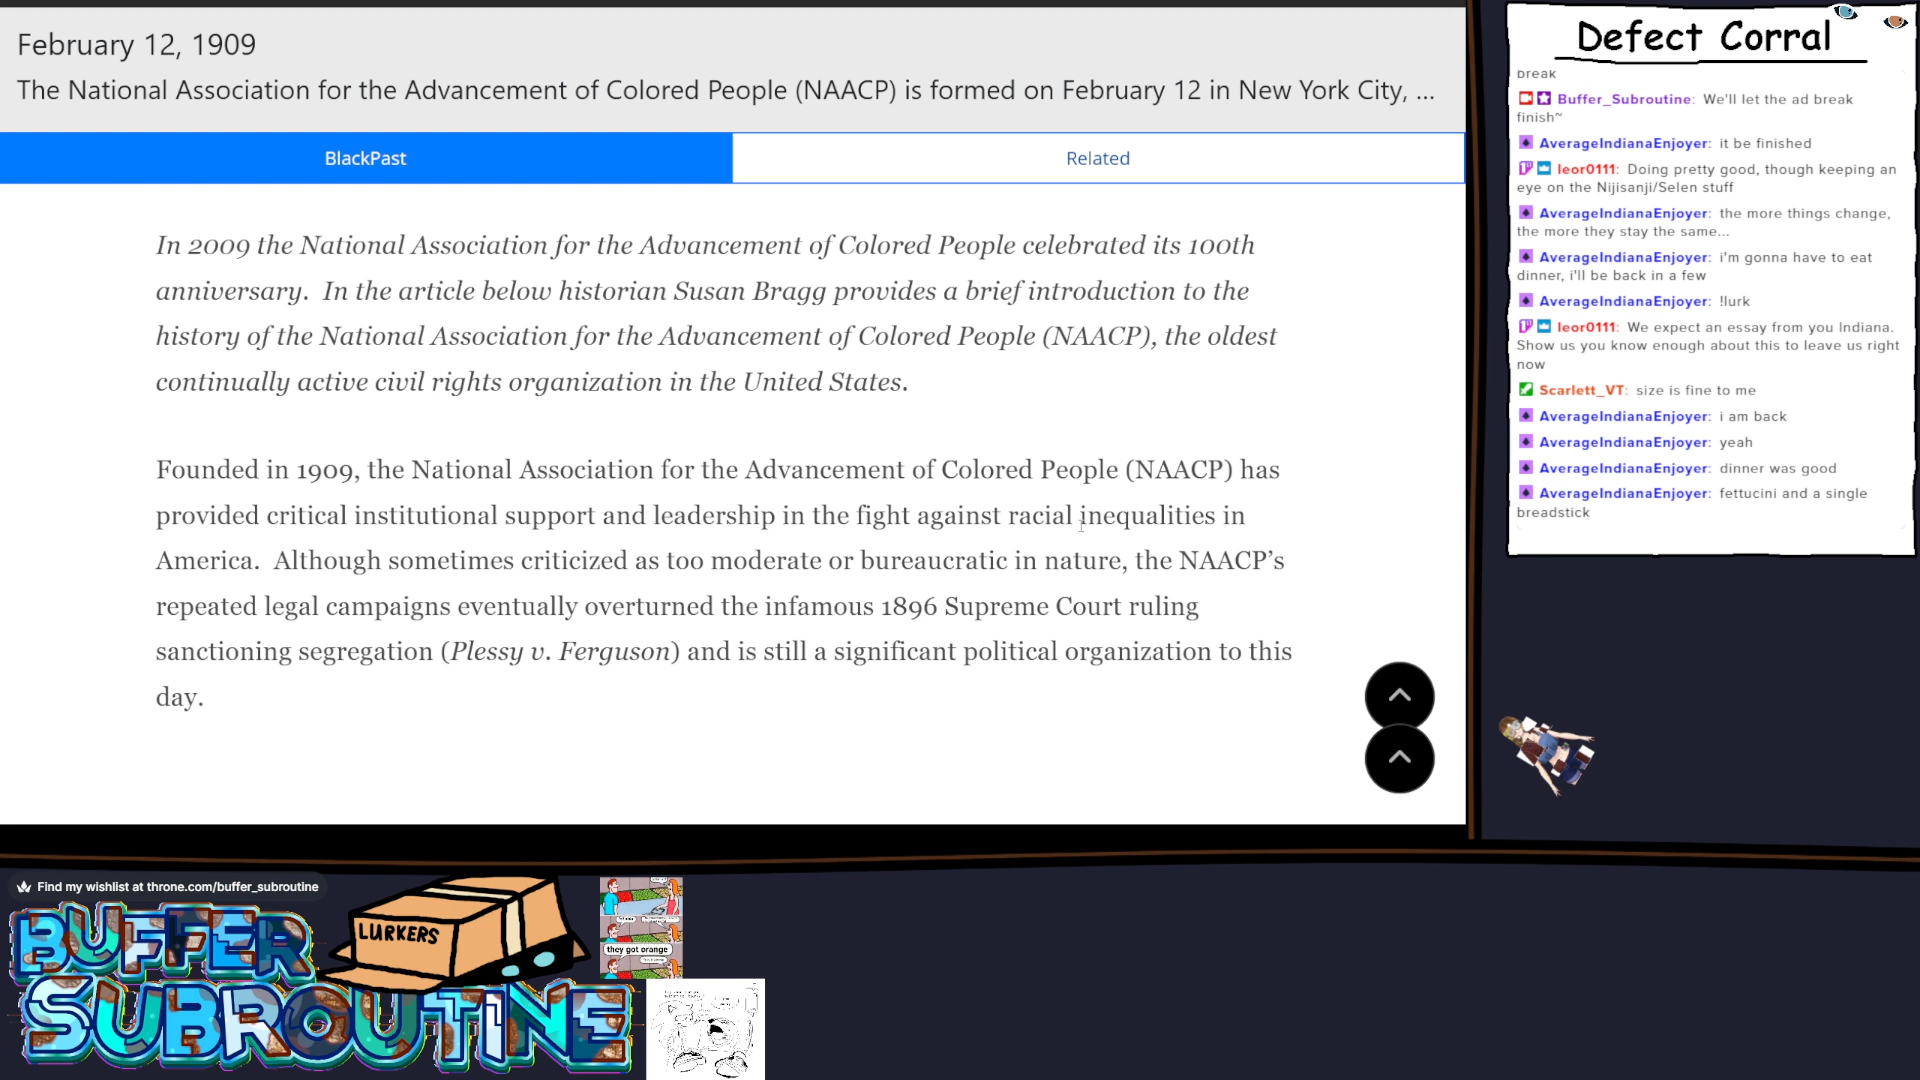 February 12, 1909
The National Association for the Advancement of Colored People (NAACP) is formed on February 12 in New York City, ...
BlackPast
Related
In 2009 the National Association for the Advancement of Colored People celebrated its 100th
anniversary.  In the article below historian Susan Bragg provides a brief introduction to the
history of the National Association for the Advancement of Colored People (NAACP), the oldest
continually active civil rights organization in the United States.
Founded in 1909, the National Association for the Advancement of Colored People (NAACP) has
provided critical institutional support and leadership in the fight against racial inequalities in
America.  Although sometimes criticized as too moderate or bureaucratic in nature, the NAACP's
repeated legal campaigns eventually overturned the infamous 1896 Supreme Court ruling
sanctioning segregation (Plessy v. Ferguson) and is still a significant political organization to this
day.
Defect Corral
break
Buffer_Subroutine: We'll let the ad break
finish~
AverageIndianaEnjoyer: it be finished
leor0111: Doing pretty good, though keeping an
eye on the Nijisanji/Selen stuff
AverageIndianaEnjoyer: the more things change,
the more they stay the same...
AverageIndianaEnjoyer: i'm gonna have to eat
dinner, i'll be back in a few
AverageIndianaEnjoyer: !lurk
leor0111: We expect an essay from you Indiana.
Show us you know enough about this to leave us right
now
Scarlett_VT: size is fine to me
AverageIndianaEnjoyer: i am back
AverageIndianaEnjoyer: yeah
AverageIndianaEnjoyer: dinner was good
AverageIndianaEnjoyer: fettucini and a single
breadstick
Find my wishlist at throne.com/buffer_subroutine
BUFFER
SUBROUTINE
LURKERS
they got orange